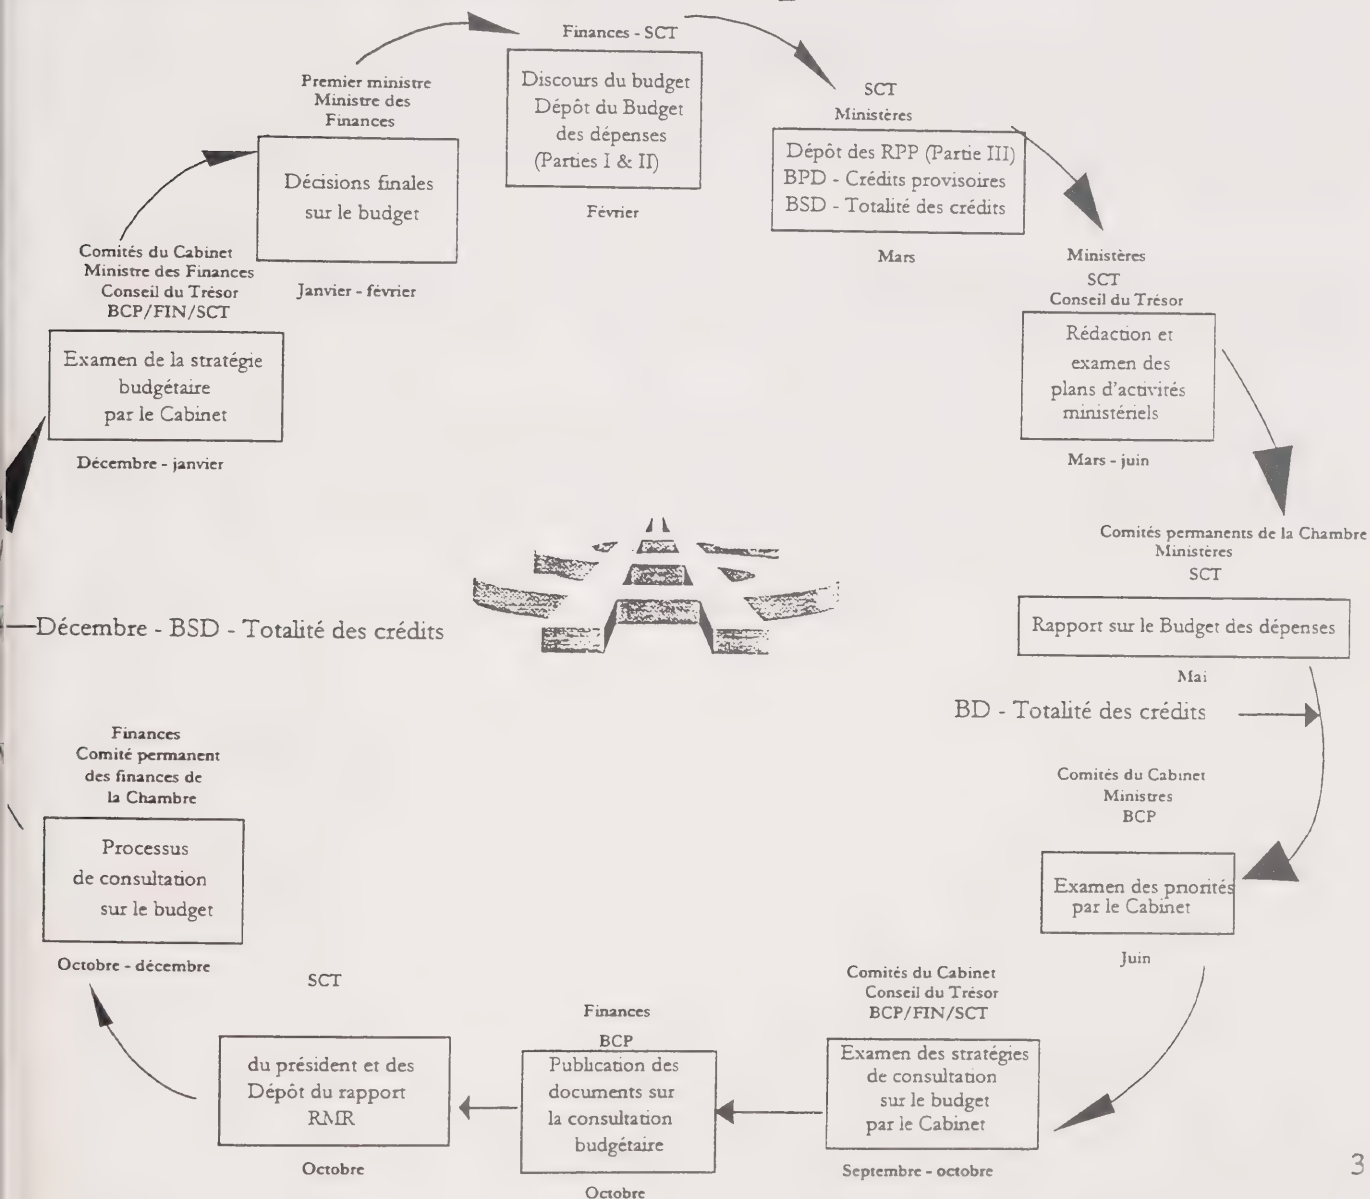 Finances - SCT
Discours du budget
Dépôt du Budget
des dépenses
(Parties I & II)
Février
SCT
Ministères
Dépôt des RPP (Partie III)
BPD - Crédits provisoires
BSD - Totalité des crédits
Mars
Ministères
SCT
Conseil du Trésor
Rédaction et
examen des
plans d'activités
ministériels
Mars - juin
Comités permanents de la Chambre
Ministères
SCT
Rapport sur le Budget des dépenses
Mai
BD - Totalité des crédits
Comités du Cabinet
Ministres
BCP
Examen des priorités
par le Cabinet
Juin
Comités du Cabinet
Conseil du Trésor
BCP/FIN/SCT
Examen des stratégies
de consultation
sur le budget
par le Cabinet
Septembre - octobre
Finances
BCP
Publication des
documents sur
la consultation
budgétaire
Octobre
SCT
du président et des
Dépôt du rapport
RMR
Octobre
Finances
Comité permanent
des finances de
la Chambre
Processus
de consultation
sur le budget
Octobre - décembre
Décembre - BSD - Totalité des crédits
Comités du Cabinet
Ministre des Finances
Conseil du Trésor
BCP/FIN/SCT
Examen de la stratégie
budgétaire
par le Cabinet
Décembre - janvier
Premier ministre
Ministre des
Finances
Décisions finales
sur le budget
Janvier - février
3